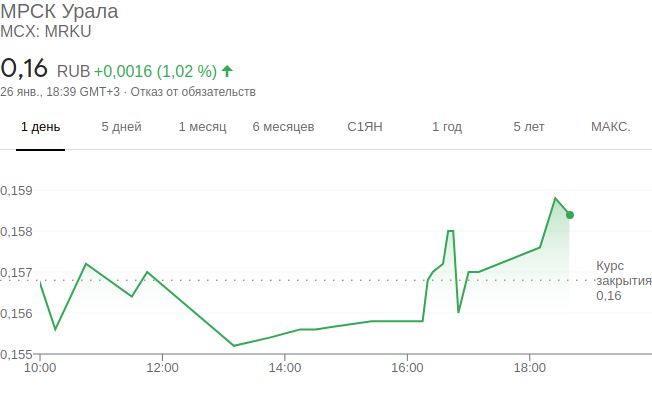 МРСК Урала
MCX: MRKU
0,16 RUB +0,0016 (1,02 %)
26 янв., 18:39 GMT+3 · Отказ от обязательств
1 день 5 дней 1 месяц 6 месяцев С1ЯН 1 год 5 лет МАКС.
0,159
0,158
0,157
Курс
закрытия
0,16
0,156
0,155
10:00 12:00 14:00 16:00 18:00